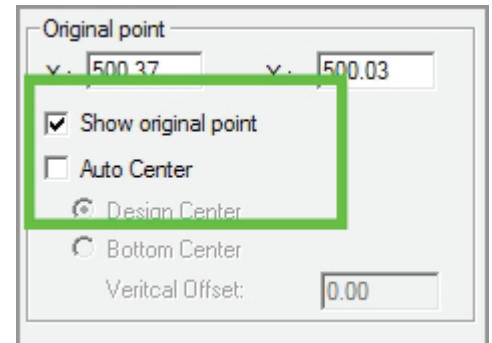 Original point
X : 500.37 Y : 500.03
Show original point
Auto Center
Design Center
Bottom Center
Veritcal Offset: 0.00